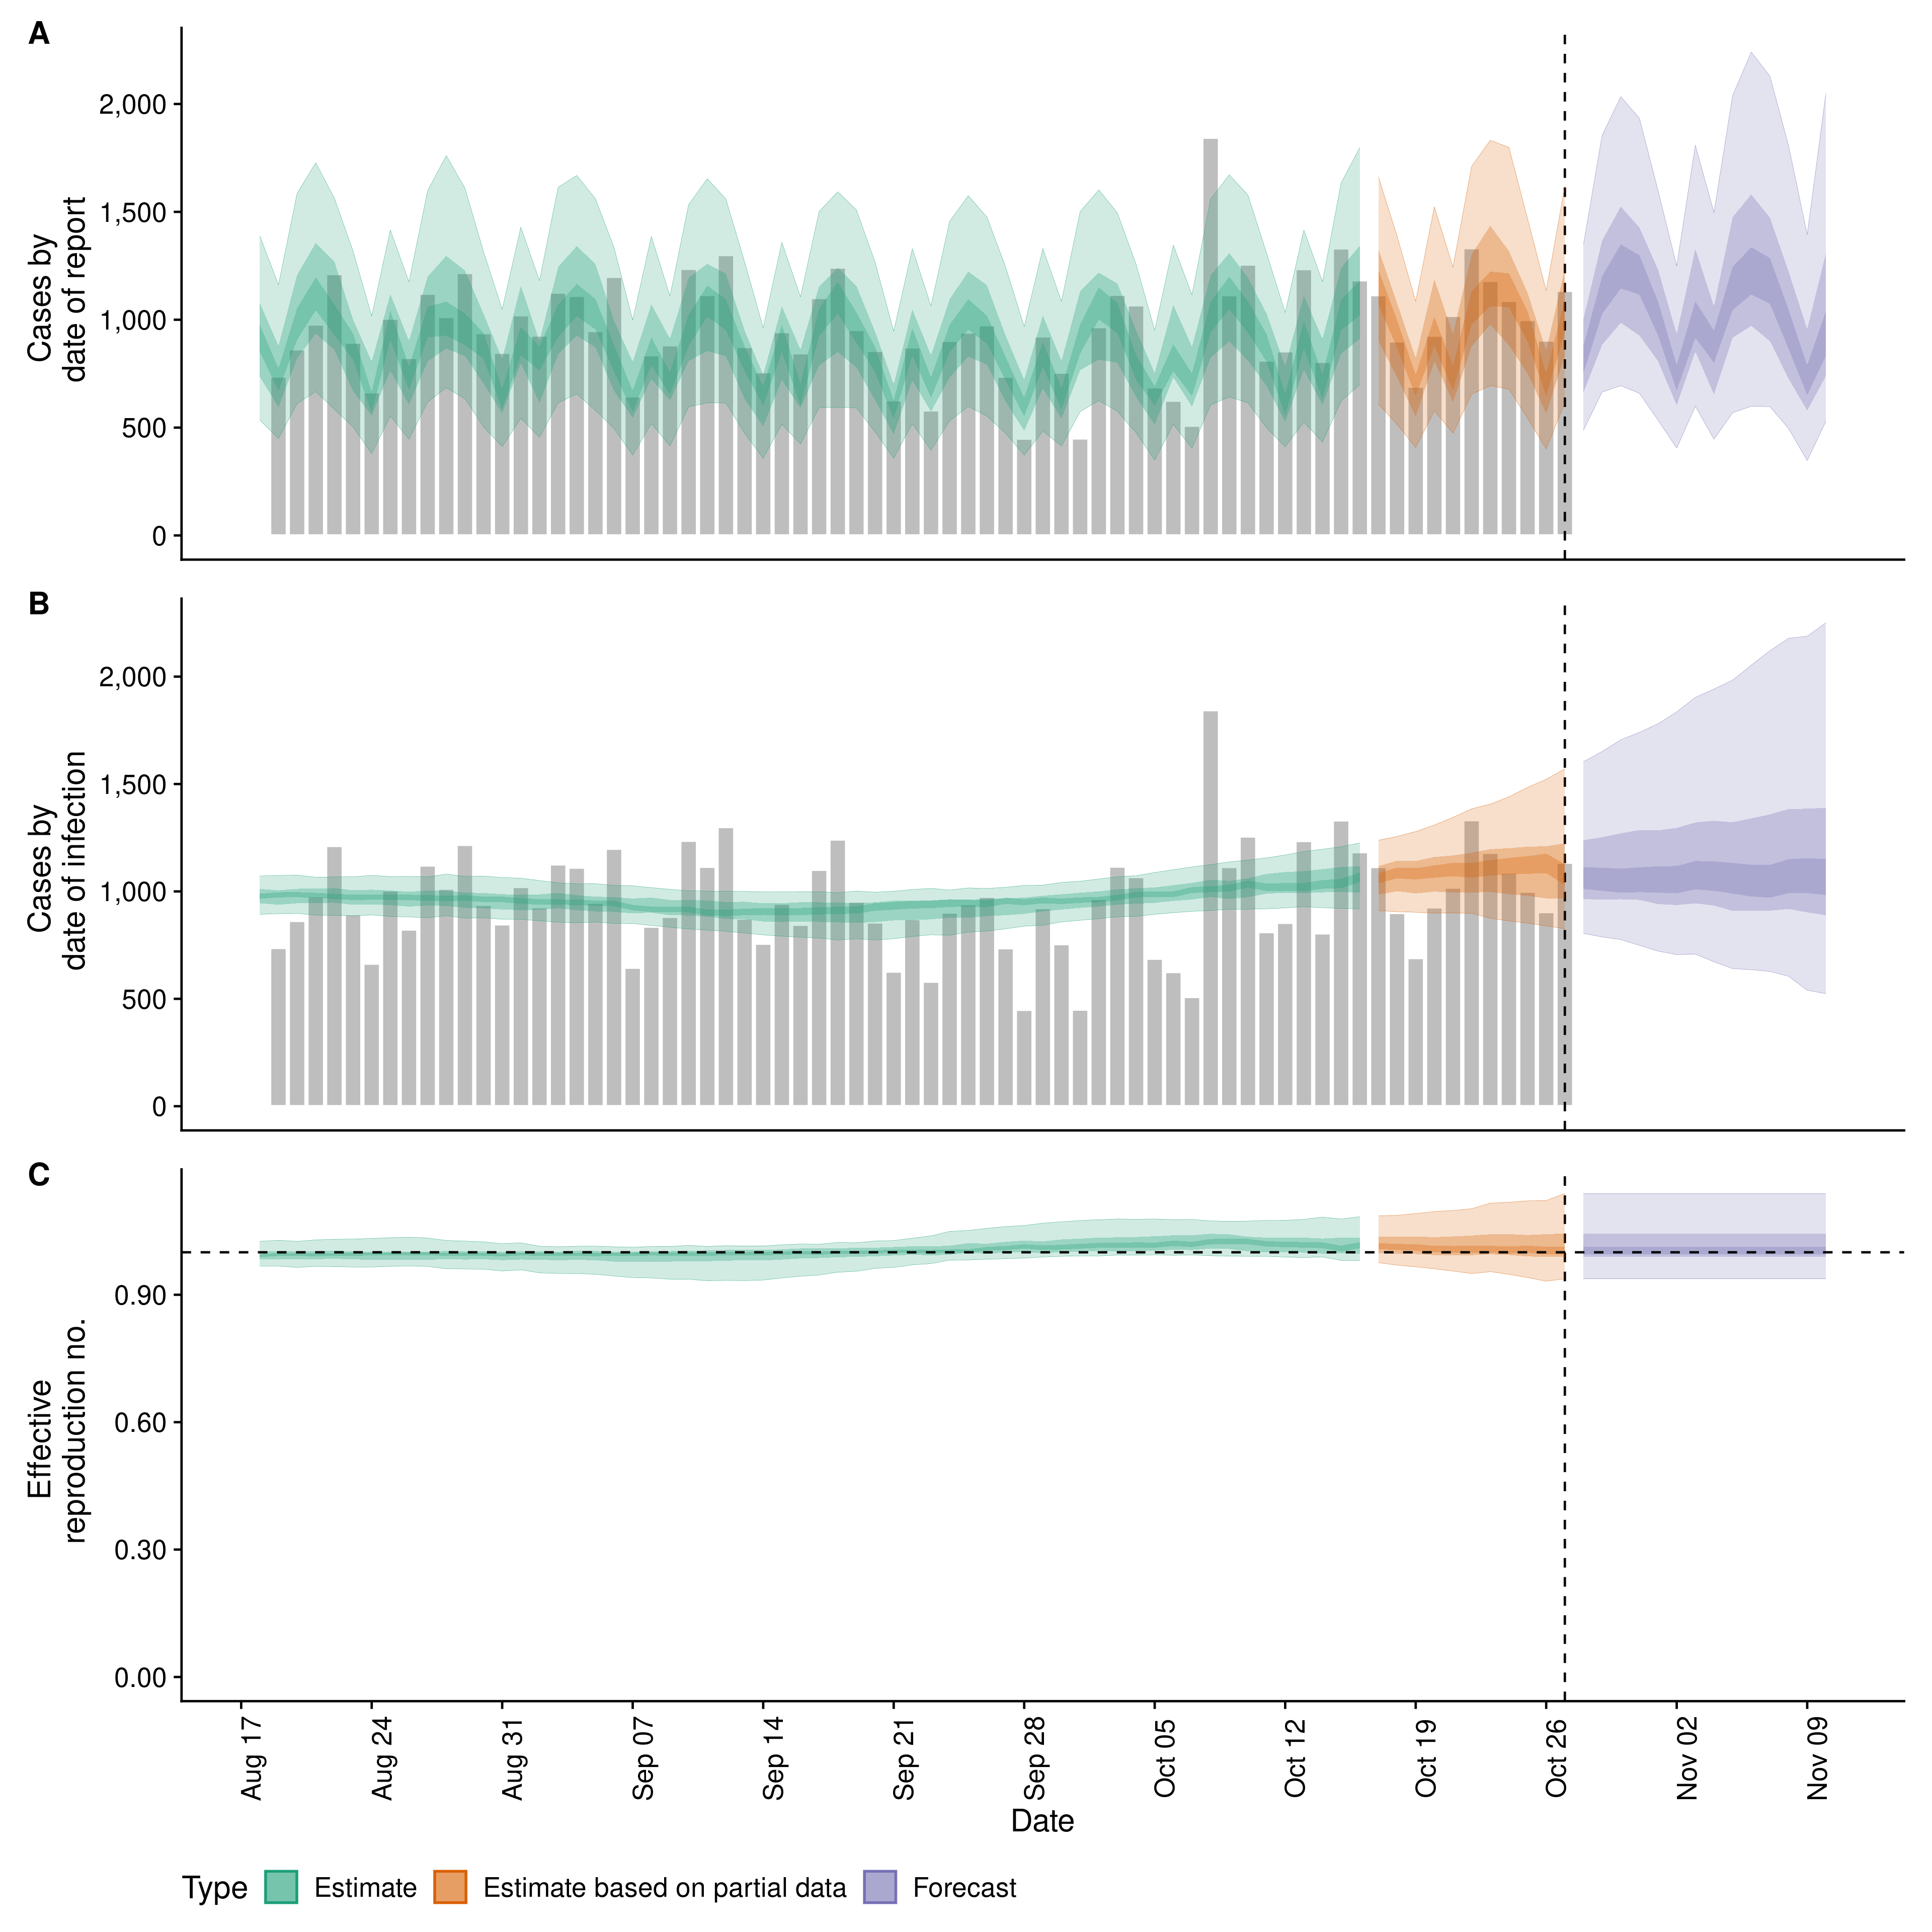 A
Cases by
date of report
2,000
1,500
1,000
500
0
B
Cases by
date of infection
2,000
1,500
1,000
500
0
C
Effective
reproduction no.
0.90
0.60
0.30
0.00
Aug 17
Aug 24
Aug 31
Sep 07
Sep 14
Sep 21
Sep 28
Oct 05
Oct 12
Oct 19
Oct 26
Nov 02
Nov 09
Date
Type Estimate Estimate based on partial data Forecast